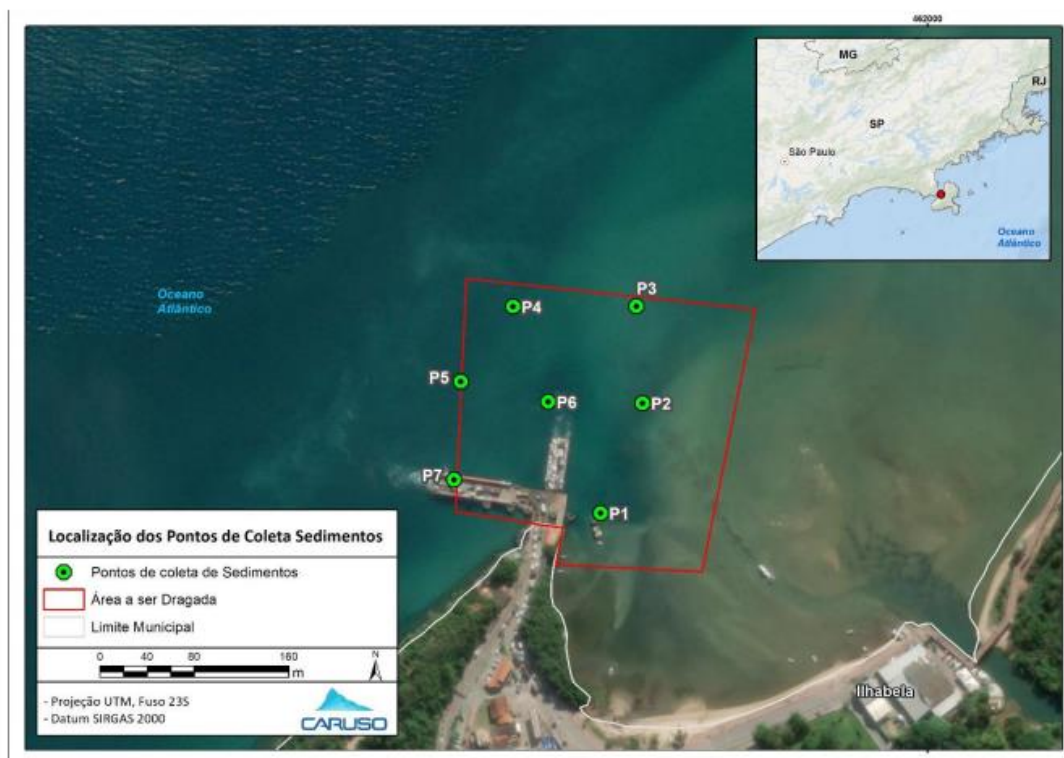 462000
MG
RJ
SP
São Paulo
Oceano
Atlântico
Oceano
Atlântico
P4
P3
P5
P6
P2
P7
P1
Ilhabela
Localização dos Pontos de Coleta Sedimentos
Pontos de coleta de Sedimentos
Área a ser Dragada
Limite Municipal
0 40 80 160
m
N
- Projeção UTM, Fuso 23S
- Datum SIRGAS 2000
CARUSO